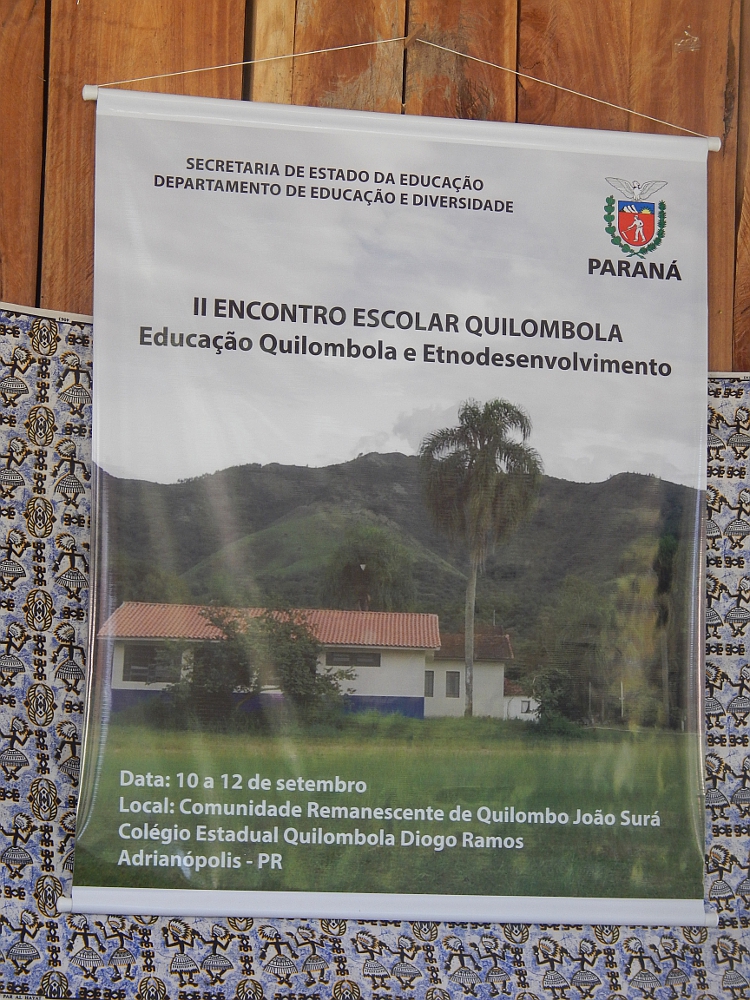 SECRETARIA DE ESTADO DA EDUCAÇÃO
DEPARTAMENTO DE EDUCAÇÃO E DIVERSIDADE
PARANÁ
II ENCONTRO ESCOLAR QUILOMBOLA
Educação Quilombola e Etnodesenvolvimento
Data: 10 a 12 de setembro
Local: Comunidade Remanescente de Quilombo João Surá
Colégio Estadual Quilombola Diogo Ramos
Adrianópolis - PR